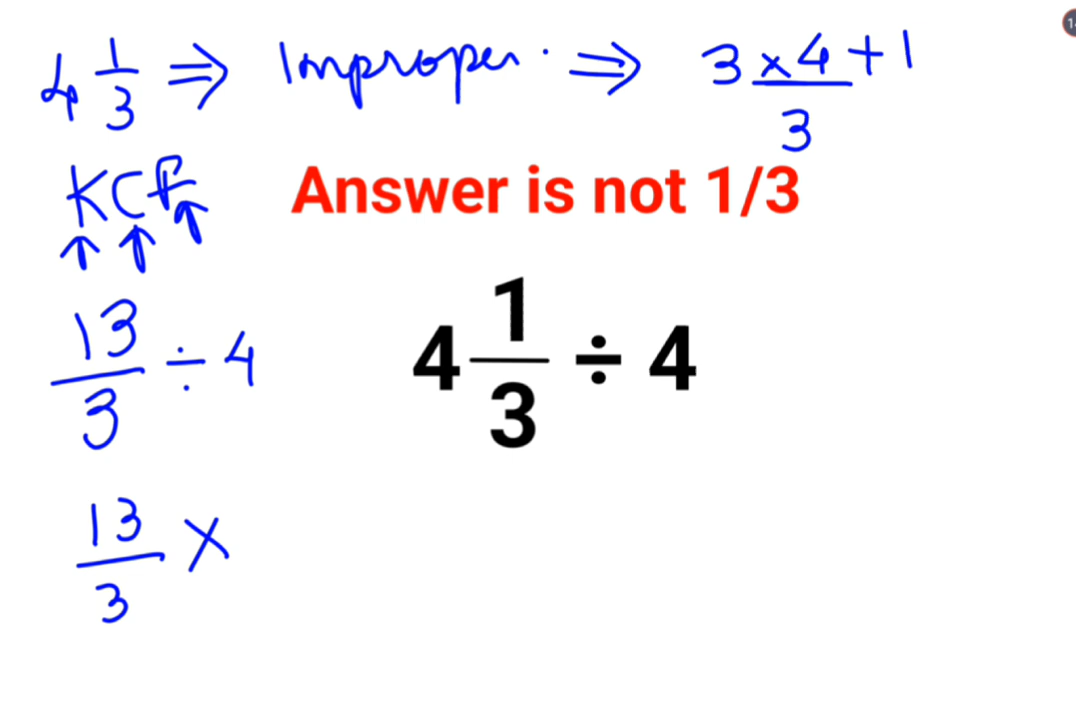 4 1/3 ⇒ Improper ⇒ 3×4+1/3
KCF
Answer is not 1/3
13/3 ÷ 4
4 1/3 ÷ 4
13/3 ×